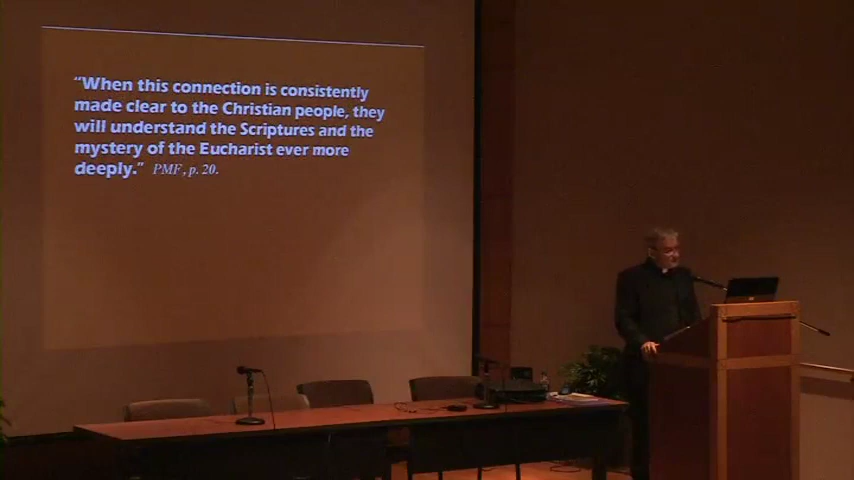 “When this connection is consistently
made clear to the Christian people, they
will understand the Scriptures and the
mystery of the Eucharist ever more
deeply.” PMF, p. 20.